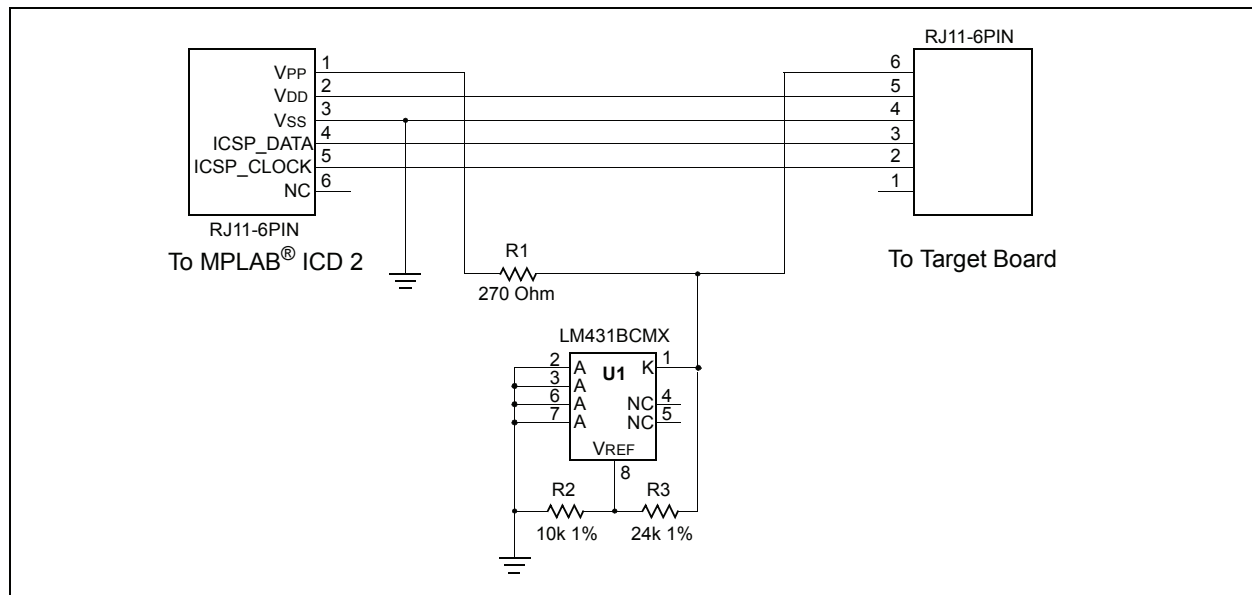 RJ11-6PIN
VPP 1
VDD 2
VSS 3
ICSP_DATA 4
ICSP_CLOCK 5
NC 6
RJ11-6PIN
To MPLAB® ICD 2
6
5
4
3
2
1
To Target Board
R1
270 Ohm
LM431BCMX
2 A U1 K 1
3 A
6 A NC 4
7 A NC 5
VREF
8
R2
10k 1%
R3
24k 1%